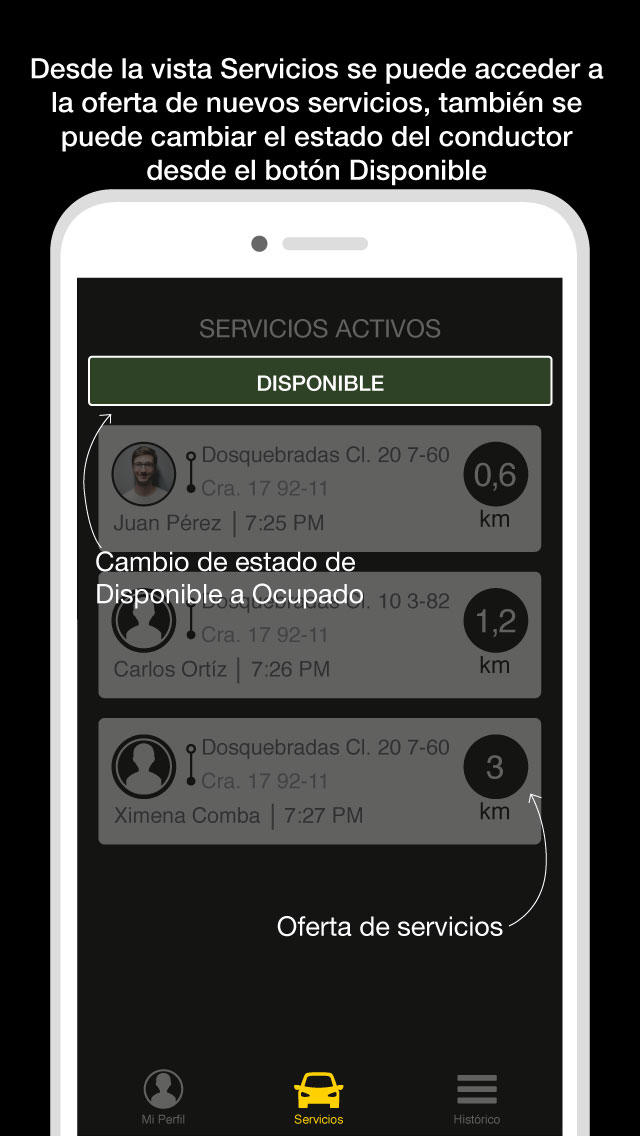 Desde la vista Servicios se puede acceder a
la oferta de nuevos servicios, también se
puede cambiar el estado del conductor
desde el botón Disponible
SERVICIOS ACTIVOS
DISPONIBLE
Dosquebradas Cl. 20 7-60
Cra. 17 92-11
0,6
km
Juan Pérez | 7:25 PM
Cambio de estado de
Disponible a Ocupado
Dosquebradas Cl. 10 3-82
Cra. 17 92-11
1,2
km
Carlos Ortíz | 7:26 PM
Dosquebradas Cl. 20 7-60
Cra. 17 92-11
3
km
Ximena Comba | 7:27 PM
Oferta de servicios
Mi Perfil
Servicios
Histórico